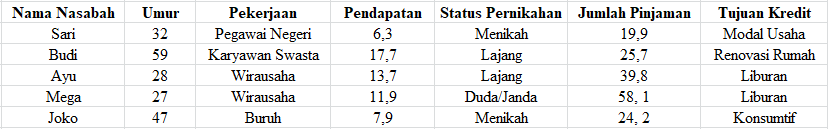 Nama Nasabah Umur Pekerjaan Pendapatan Status Pernikahan Jumlah Pinjaman Tujuan Kredit
Sari 32 Pegawai Negeri 6,3 Menikah 19,9 Modal Usaha
Budi 59 Karyawan Swasta 17,7 Lajang 25,7 Renovasi Rumah
Ayu 28 Wirausaha 13,7 Lajang 39,8 Liburan
Mega 27 Wirausaha 11,9 Duda/Janda 58, 1 Liburan
Joko 47 Buruh 7,9 Menikah 24, 2 Konsumtif